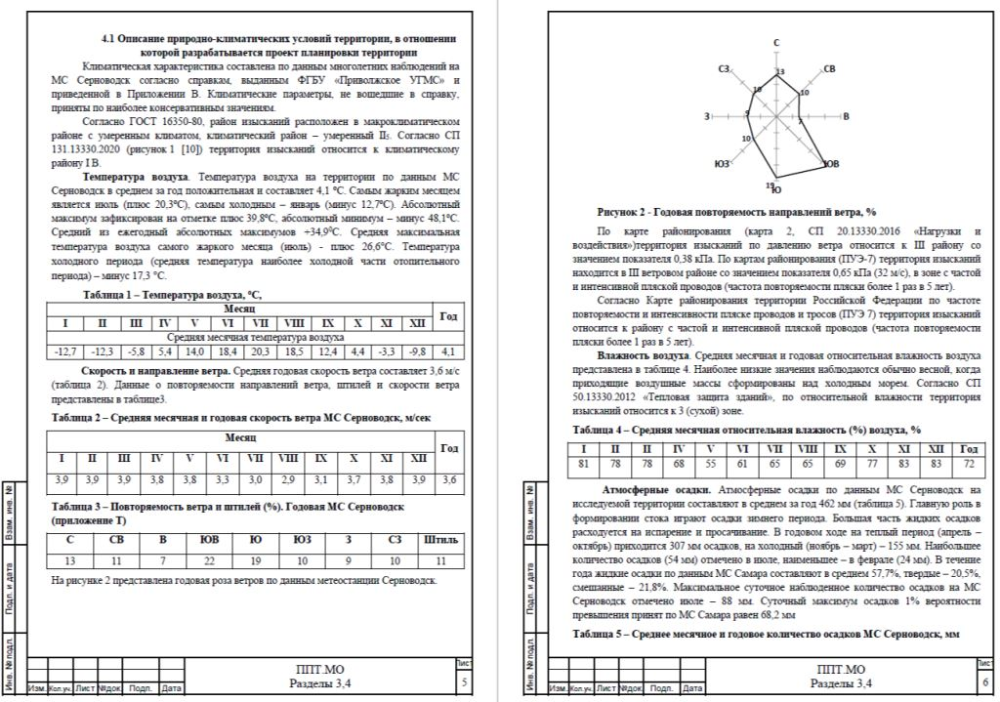 4.1 Описание природно-климатических условий территории, в отношении
которой разрабатывается проект планировки территории
Климатическая характеристика составлена по данным многолетних наблюдений на
МС Серноводск согласно справкам, выданным ФГБУ «Приволжское УГМС» и
приведенной в Приложении В. Климатические параметры, не вошедшие в справку,
приняты по наиболее консервативным значениям.
Согласно ГОСТ 16350-80, район изысканий расположен в макроклиматическом
районе с умеренным климатом, климатический район – умеренный II₅. Согласно СП
131.13330.2020 (рисунок 1 [10]) территория изысканий относится к климатическому
району I В.
Температура воздуха. Температура воздуха на территории по данным МС
Серноводск в среднем за год положительная и составляет 4,1 °С. Самым жарким месяцем
является июль (плюс 20,3°С), самым холодным – январь (минус 12,7°С). Абсолютный
максимум зафиксирован на отметке плюс 39,8°С, абсолютный минимум – минус 48,1°С.
Средний из ежегодный абсолютных максимумов +34,9⁰С. Средняя максимальная
температура воздуха самого жаркого месяца (июль) - плюс 26,6°С. Температура
холодного периода (средняя температура наиболее холодной части отопительного
периода) – минус 17,3 °С.
Таблица 1 – Температура воздуха, °С,
Месяц Год
I II III IV V VI VII VIII IX X XI XII
Средняя месячная температура воздуха
-12,7 -12,3 -5,8 5,4 14,0 18,4 20,3 18,5 12,4 4,4 -3,3 -9,8 4,1
Скорость и направление ветра. Средняя годовая скорость ветра составляет 3,6 м/с
(таблица 2). Данные о повторяемости направлений ветра, штилей и скорости ветра
представлены в таблице3.
Таблица 2 – Средняя месячная и годовая скорость ветра МС Серноводск, м/сек
Месяц Год
I II III IV V VI VII VIII IX X XI XII
3,9 3,9 3,9 3,8 3,8 3,3 3,0 2,9 3,1 3,7 3,8 3,9 3,6
Таблица 3 – Повторяемость ветра и штилей (%). Годовая МС Серноводск
(приложение Т)
С СВ В ЮВ Ю ЮЗ З СЗ Штиль
13 11 7 22 19 10 9 10 11
На рисунке 2 представлена годовая роза ветров по данным метеостанции Серноводск.
Взам. инв. №
Подп. и дата
Инв. № подл.
Изм. Кол.уч. Лист №док. Подп. Дата
ППТ.МО
Разделы 3,4
Лист
5
С
СЗ СВ
13
10 10
З 9 7 В
10
ЮЗ ЮВ
19
Ю
Рисунок 2 - Годовая повторяемость направлений ветра, %
По карте районирования (карта 2, СП 20.13330.2016 «Нагрузки и
воздействия»)территория изысканий по давлению ветра относится к III району со
значением показателя 0,38 кПа. По картам районирования (ПУЭ-7) территория изысканий
находится в III ветровом районе со значением показателя 0,65 кПа (32 м/с), в зоне с частой
и интенсивной пляской проводов (частота повторяемости пляски более 1 раз в 5 лет).
Согласно Карте районирования территории Российской Федерации по частоте
повторяемости и интенсивности пляске проводов и тросов (ПУЭ 7) территория изысканий
относится к району с частой и интенсивной пляской проводов (частота повторяемости
пляски более 1 раз в 5 лет).
Влажность воздуха. Средняя месячная и годовая относительная влажность воздуха
представлена в таблице 4. Наиболее низкие значения наблюдаются обычно весной, когда
приходящие воздушные массы сформированы над холодным морем. Согласно СП
50.13330.2012 «Тепловая защита зданий», по относительной влажности территория
изысканий относится к 3 (сухой) зоне.
Таблица 4 – Средняя месячная относительная влажность (%) воздуха, %
I II II IV V VI VII VIII IX X XI XII Год
81 78 78 68 55 61 65 65 69 77 83 83 72
Атмосферные осадки. Атмосферные осадки по данным МС Серноводск на
исследуемой территории составляют в среднем за год 462 мм (таблица 5). Главную роль в
формировании стока играют осадки зимнего периода. Большая часть жидких осадков
расходуется на испарение и просачивание. В годовом ходе на теплый период (апрель –
октябрь) приходится 307 мм осадков, на холодный (ноябрь – март) – 155 мм. Наибольшее
количество осадков (54 мм) отмечено в июле, наименьшее – в феврале (24 мм). В течение
года жидкие осадки по данным МС Самара составляют в среднем 57,7%, твердые – 20,5%,
смешанные – 21,8%. Максимальное суточное наблюденное количество осадков на МС
Серноводск отмечено июле – 88 мм. Суточный максимум осадков 1% вероятности
превышения принят по МС Самара равен 68,2 мм
Таблица 5 – Среднее месячное и годовое количество осадков МС Серноводск, мм
Взам. инв. №
Подп. и дата
Инв. № подл.
Изм. Кол.уч. Лист №док. Подп. Дата
ППТ.МО
Разделы 3,4
Лист
6